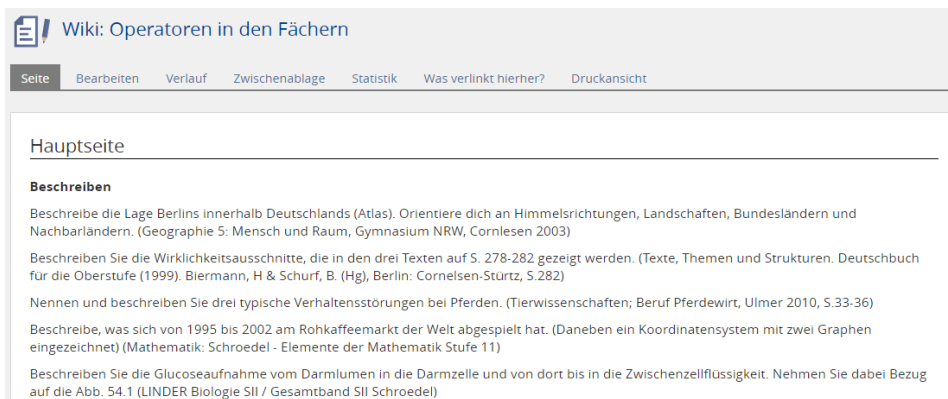 Wiki: Operatoren in den Fächern
Seite Bearbeiten Verlauf Zwischenablage Statistik Was verlinkt hierher? Druckansicht
Hauptseite
Beschreiben
Beschreibe die Lage Berlins innerhalb Deutschlands (Atlas). Orientiere dich an Himmelsrichtungen, Landschaften, Bundesländern und
Nachbarländern. (Geographie 5: Mensch und Raum, Gymnasium NRW, Cornlesen 2003)
Beschreiben Sie die Wirklichkeitsausschnitte, die in den drei Texten auf S. 278-282 gezeigt werden. (Texte, Themen und Strukturen. Deutschbuch
für die Oberstufe (1999). Biermann, H & Schurf, B. (Hg), Berlin: Cornelsen-Stürtz, S.282)
Nennen und beschreiben Sie drei typische Verhaltensstörungen bei Pferden. (Tierwissenschaften; Beruf Pferdewirt, Ulmer 2010, S.33-36)
Beschreibe, was sich von 1995 bis 2002 am Rohkaffeemarkt der Welt abgespielt hat. (Daneben ein Koordinatensystem mit zwei Graphen
eingezeichnet) (Mathematik: Schroedel - Elemente der Mathematik Stufe 11)
Beschreiben Sie die Glucoseaufnahme vom Darmlumen in die Darmzelle und von dort bis in die Zwischenzellflüssigkeit. Nehmen Sie dabei Bezug
auf die Abb. 54.1 (LINDER Biologie SII / Gesamtband SII Schroedel)